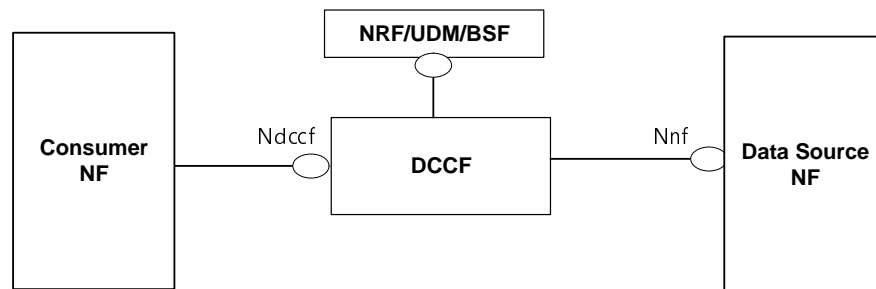 NRF/UDM/BSF
Consumer
NF
Ndccf
DCCF
Nnf
Data Source
NF